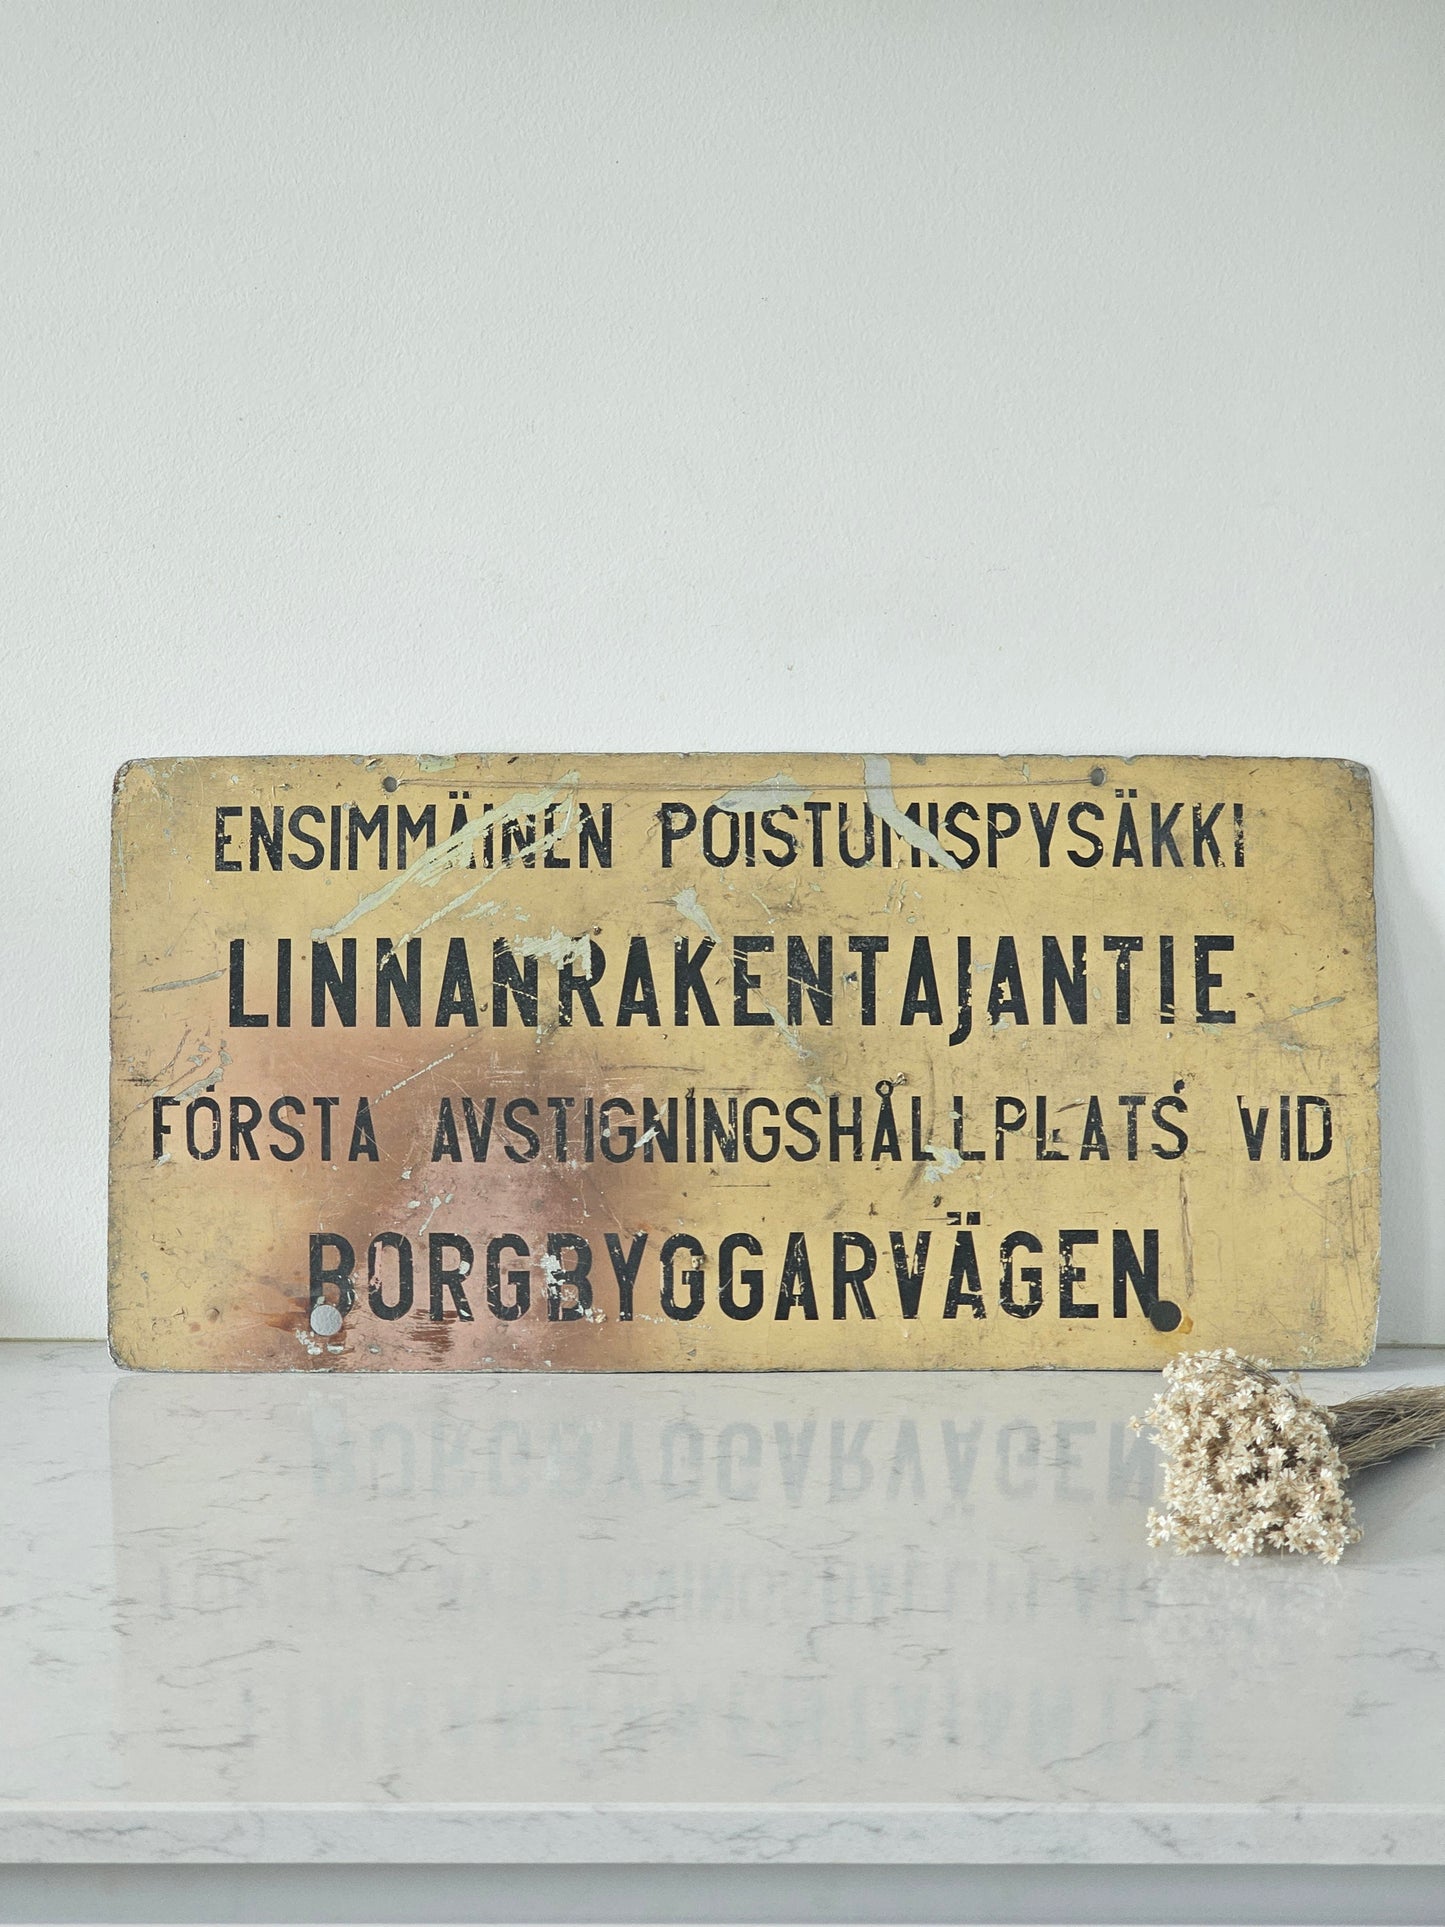 ENSIMMÄINEN POISTUMISPYSÄKKI
LINNANRAKENTAJANTIE
FÖRSTA AVSTIGNINGSHÅLLPLATS VID
BORGBYGGARVÄGEN